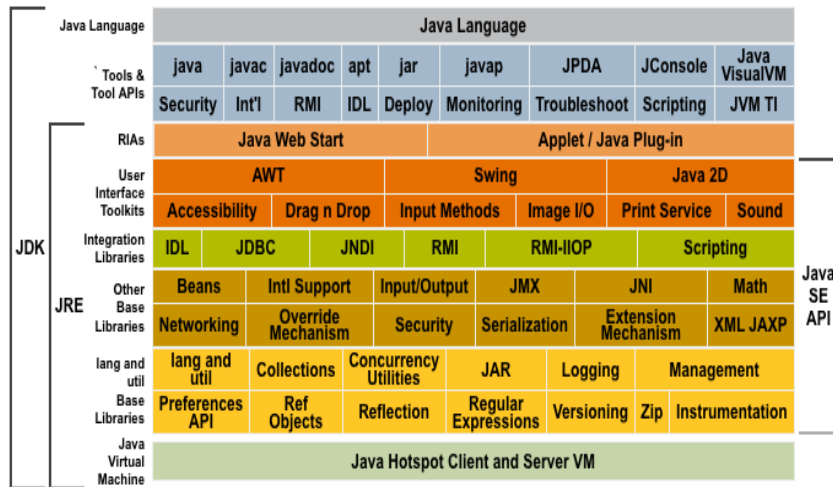 Java Language Java Language
` Tools & Tool APIs
java javac javadoc apt jar javap JPDA JConsole Java VisualVM
Security Int'l RMI IDL Deploy Monitoring Troubleshoot Scripting JVM TI
RIAs Java Web Start Applet / Java Plug-in
User Interface Toolkits
AWT Swing Java 2D
Accessibility Drag n Drop Input Methods Image I/O Print Service Sound
Integration Libraries
IDL JDBC JNDI RMI RMI-IIOP Scripting
JDK
JRE
Java SE API
Other Base Libraries
Beans Intl Support Input/Output JMX JNI Math
Networking Override Mechanism Security Serialization Extension Mechanism XML JAXP
lang and util Base Libraries
lang and util Collections Concurrency Utilities JAR Logging Management
Preferences API Ref Objects Reflection Regular Expressions Versioning Zip Instrumentation
Java Virtual Machine
Java Hotspot Client and Server VM